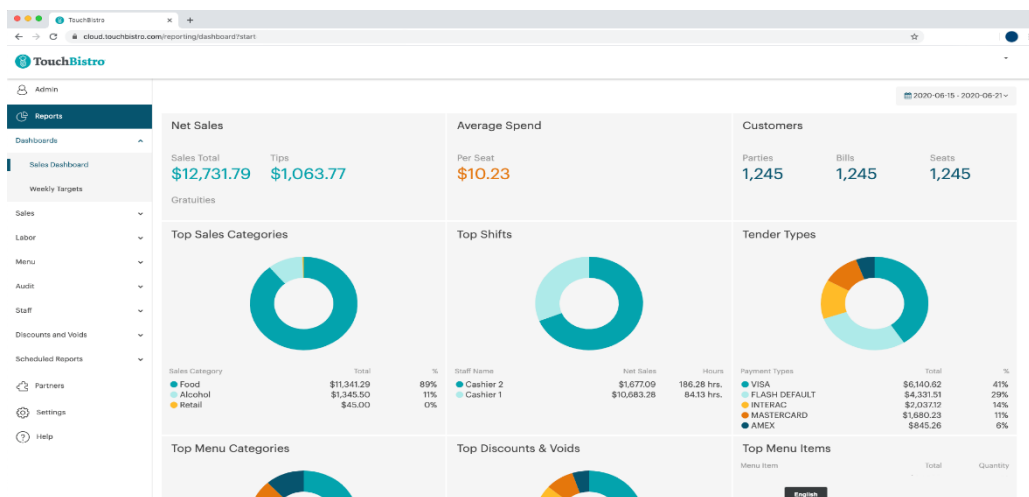 TouchBistro
cloud.touchbistro.com/reporting/dashboard?start
TouchBistro
Admin
Reports
Dashboards
Sales Dashboard
Weekly Targets
Sales
Labor
Menu
Audit
Staff
Discounts and Voids
Scheduled Reports
Partners
Settings
Help
2020-06-15 - 2020-06-21
Net Sales
Sales Total Tips
$12,731.79 $1,063.77
Gratuities
Average Spend
Per Seat
$10.23
Customers
Parties Bills Seats
1,245 1,245 1,245
Top Sales Categories
Sales Category Total %
Food $11,341.29 89%
Alcohol $1,345.50 11%
Retail $45.00 0%
Top Shifts
Staff Name Net Sales Hours
Cashier 2 $1,677.09 186.28 hrs.
Cashier 1 $10,683.28 84.13 hrs.
Tender Types
Payment Types Total %
VISA $6,140.62 41%
FLASH DEFAULT $4,331.51 29%
INTERAC $2,037.12 14%
MASTERCARD $1,680.23 11%
AMEX $845.26 6%
Top Menu Categories
Top Discounts & Voids
Top Menu Items
Menu Item Total Quantity
English